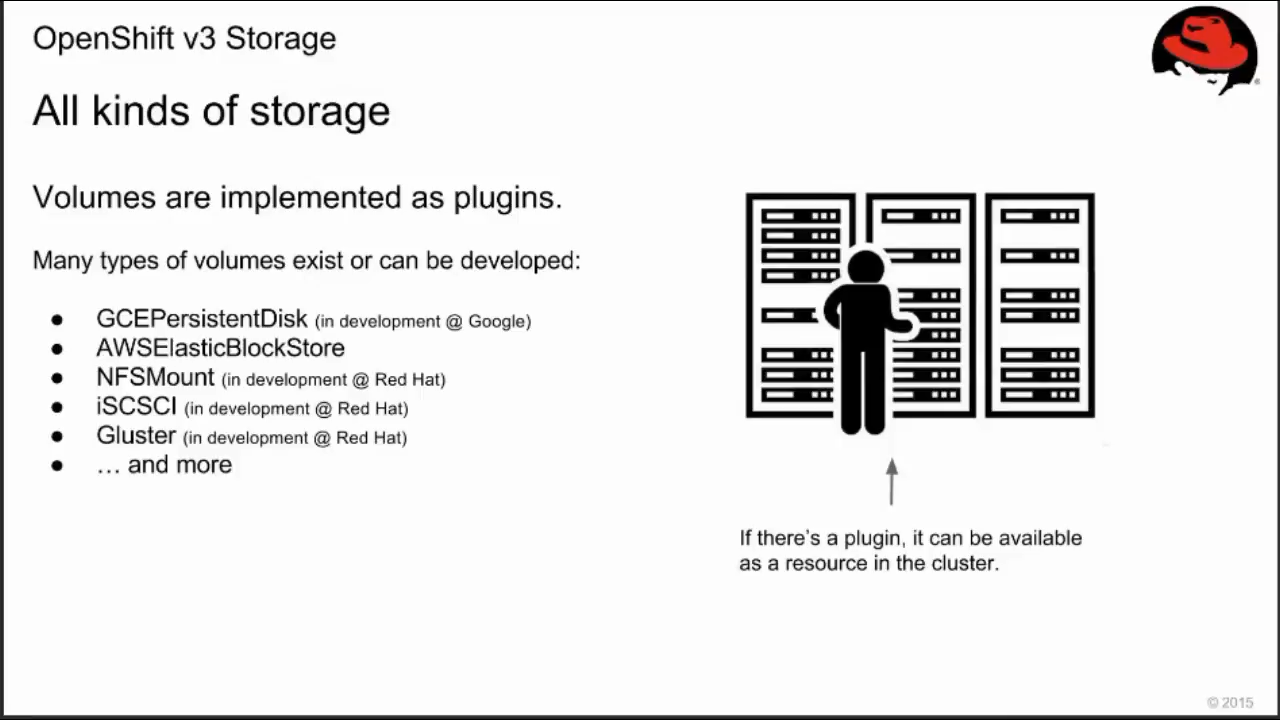 OpenShift v3 Storage
All kinds of storage
Volumes are implemented as plugins.
Many types of volumes exist or can be developed:
● GCEPersistentDisk (in development @ Google)
● AWSElasticBlockStore
● NFSMount (in development @ Red Hat)
● iSCSCI (in development @ Red Hat)
● Gluster (in development @ Red Hat)
● … and more
If there's a plugin, it can be available
as a resource in the cluster.
© 2015